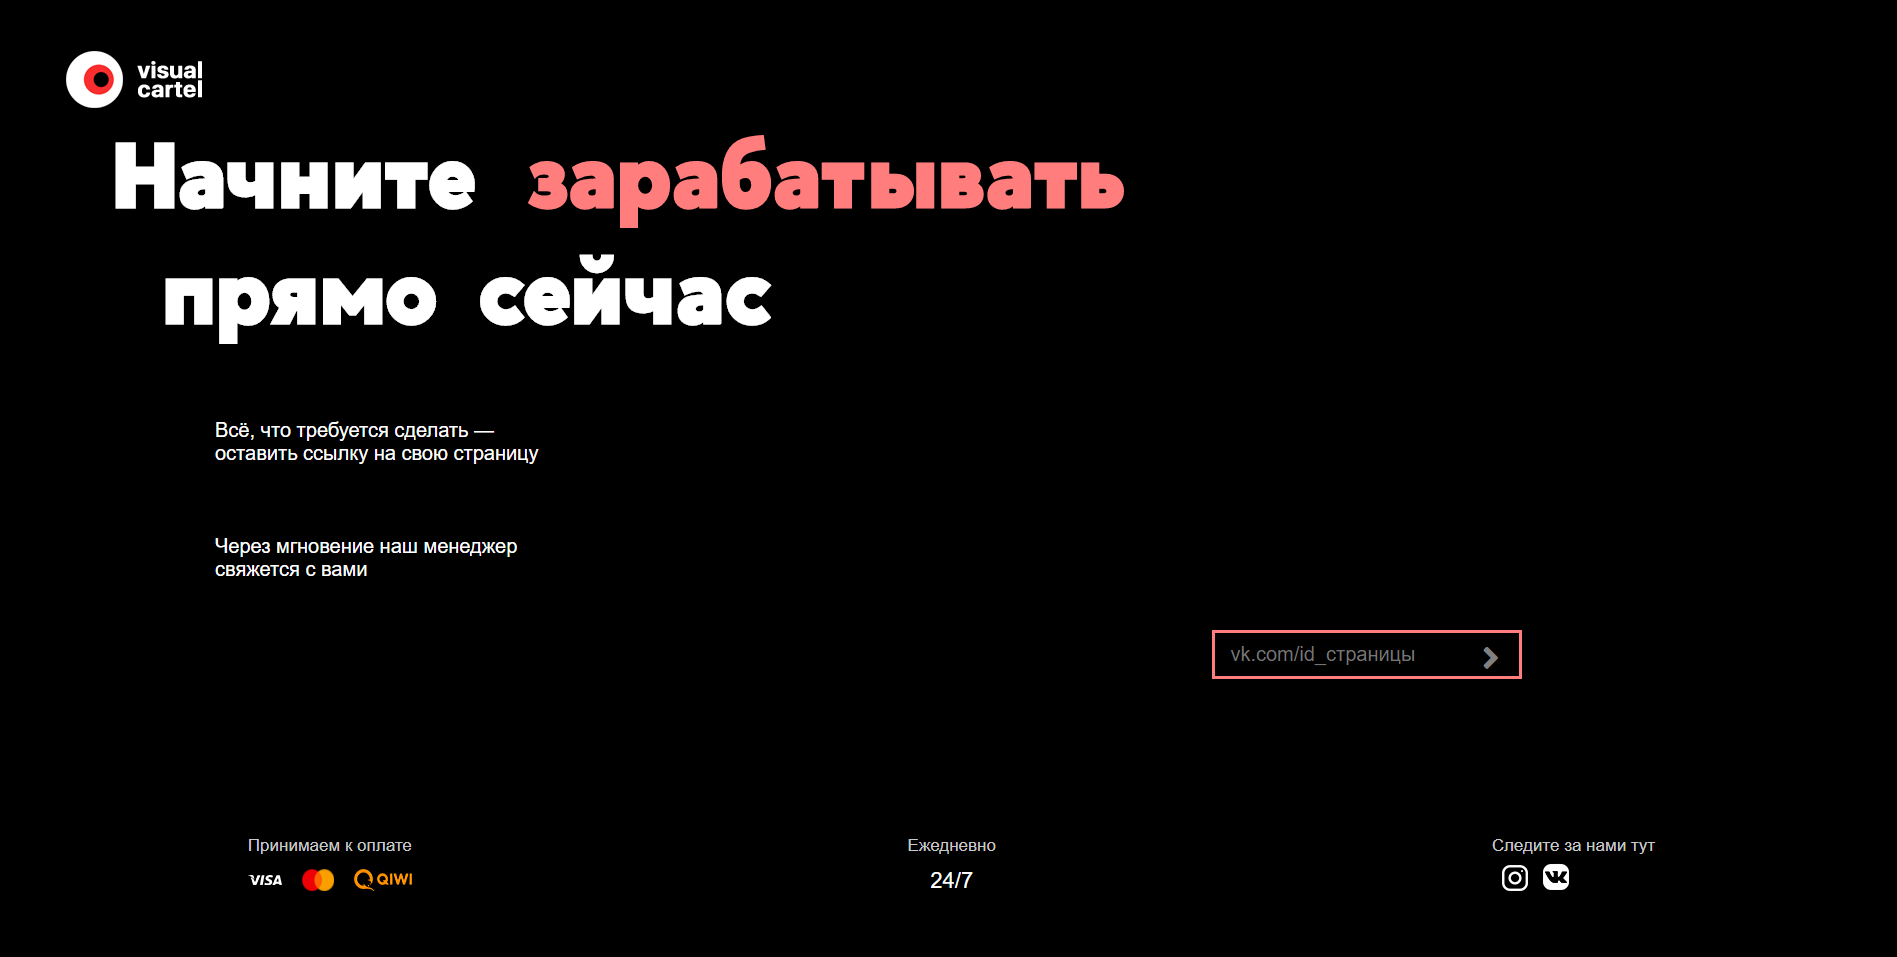 visual
cartel
Начните зарабатывать
прямо сейчас
Всё, что требуется сделать —
оставить ссылку на свою страницу
Через мгновение наш менеджер
свяжется с вами
vk.com/id_страницы
Принимаем к оплате
VISA
QIWI
Ежедневно
24/7
Следите за нами тут